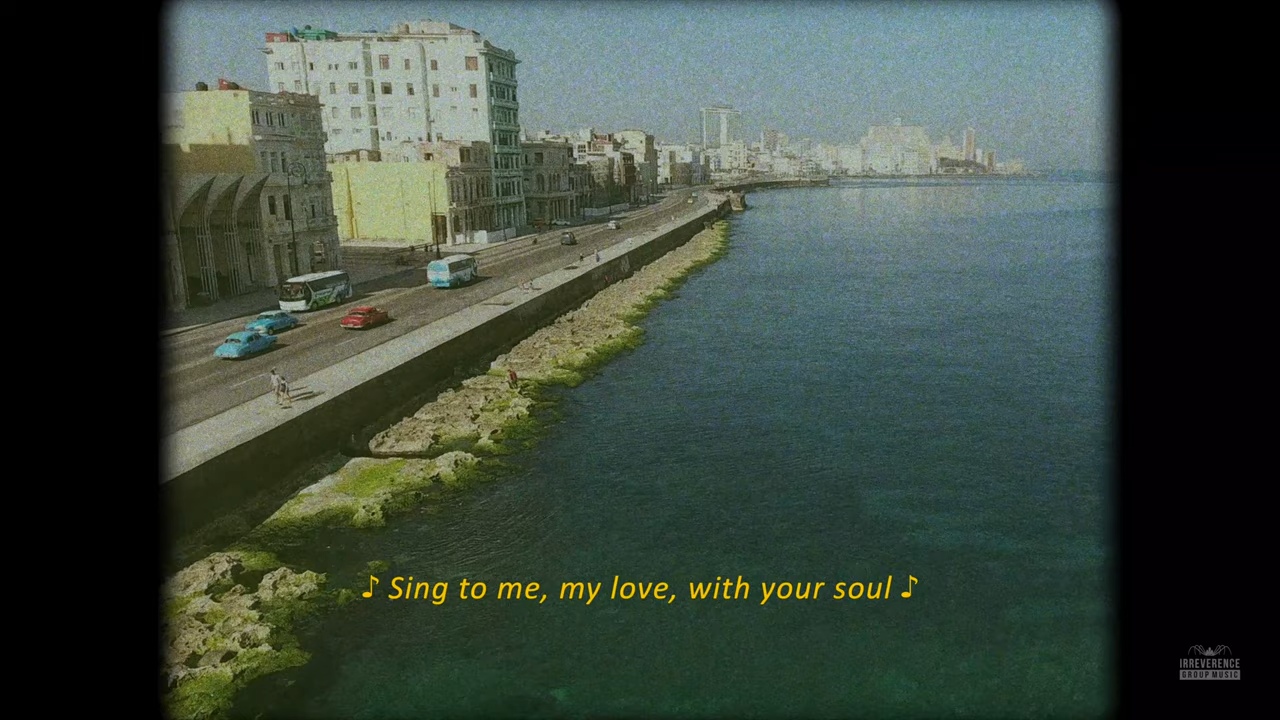 ♪ Sing to me, my love, with your soul ♪
IRREVERENCE
GROUP MUSIC